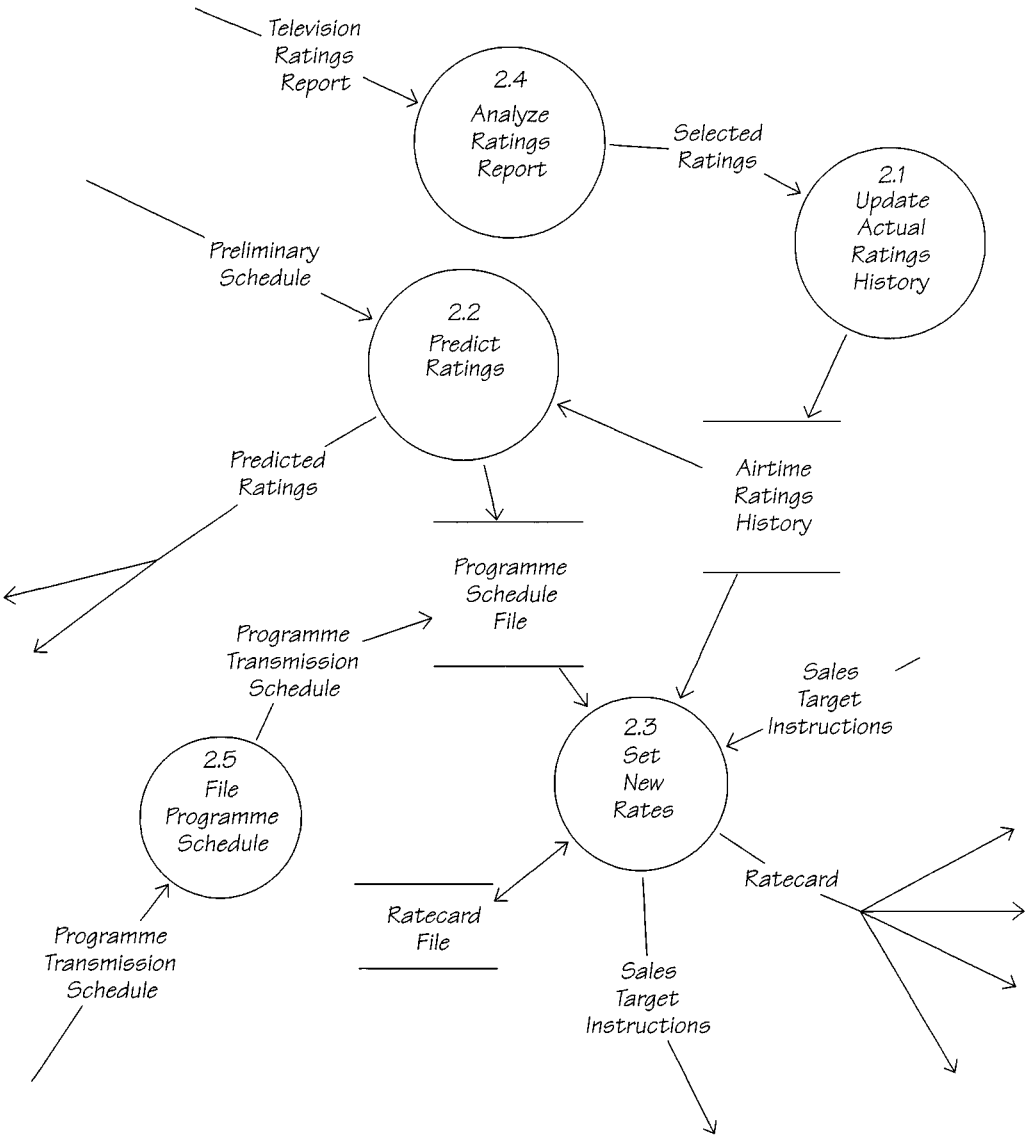 Television
Ratings
Report
2.4
Analyze
Ratings
Report
Selected
Ratings
2.1
Update
Actual
Ratings
History
Preliminary
Schedule
2.2
Predict
Ratings
Predicted
Ratings
Airtime
Ratings
History
Programme
Schedule
File
Programme
Transmission
Schedule
Sales
Target
Instructions
2.3
Set
New
Rates
2.5
File
Programme
Schedule
Ratecard
Ratecard
File
Programme
Transmission
Schedule
Sales
Target
Instructions